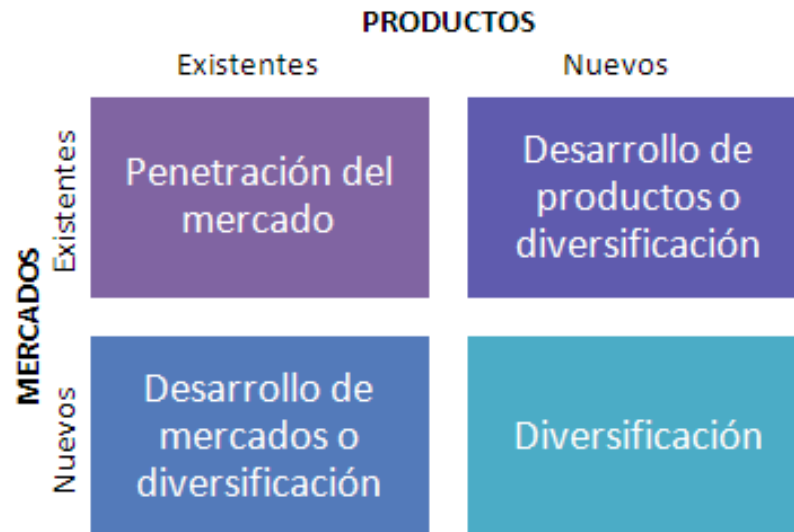 PRODUCTOS
Existentes
Nuevos
MERCADOS
Existentes
Penetración del
mercado
Desarrollo de
productos o
diversificación
Nuevos
Desarrollo de
mercados o
diversificación
Diversificación